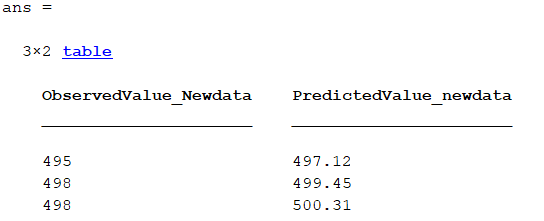 ans =
3×2 table
ObservedValue_Newdata PredictedValue_newdata
495 497.12
498 499.45
498 500.31